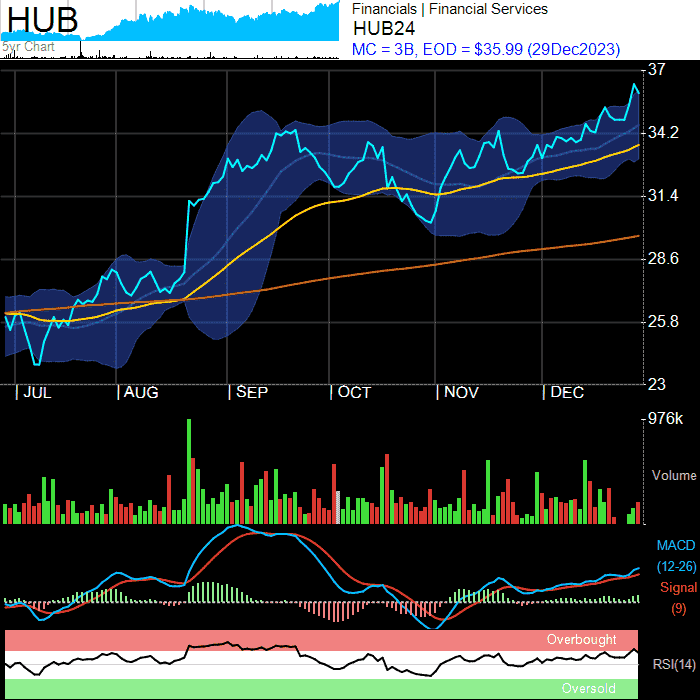 HUB
5yr Chart
Financials | Financial Services
HUB24
MC = 3B, EOD = $35.99 (29Dec2023)
37
34.2
31.4
28.6
25.8
23
JUL AUG SEP OCT NOV DEC
976k
Volume
MACD
(12-26)
Signal
(9)
Overbought
RSI(14)
Oversold